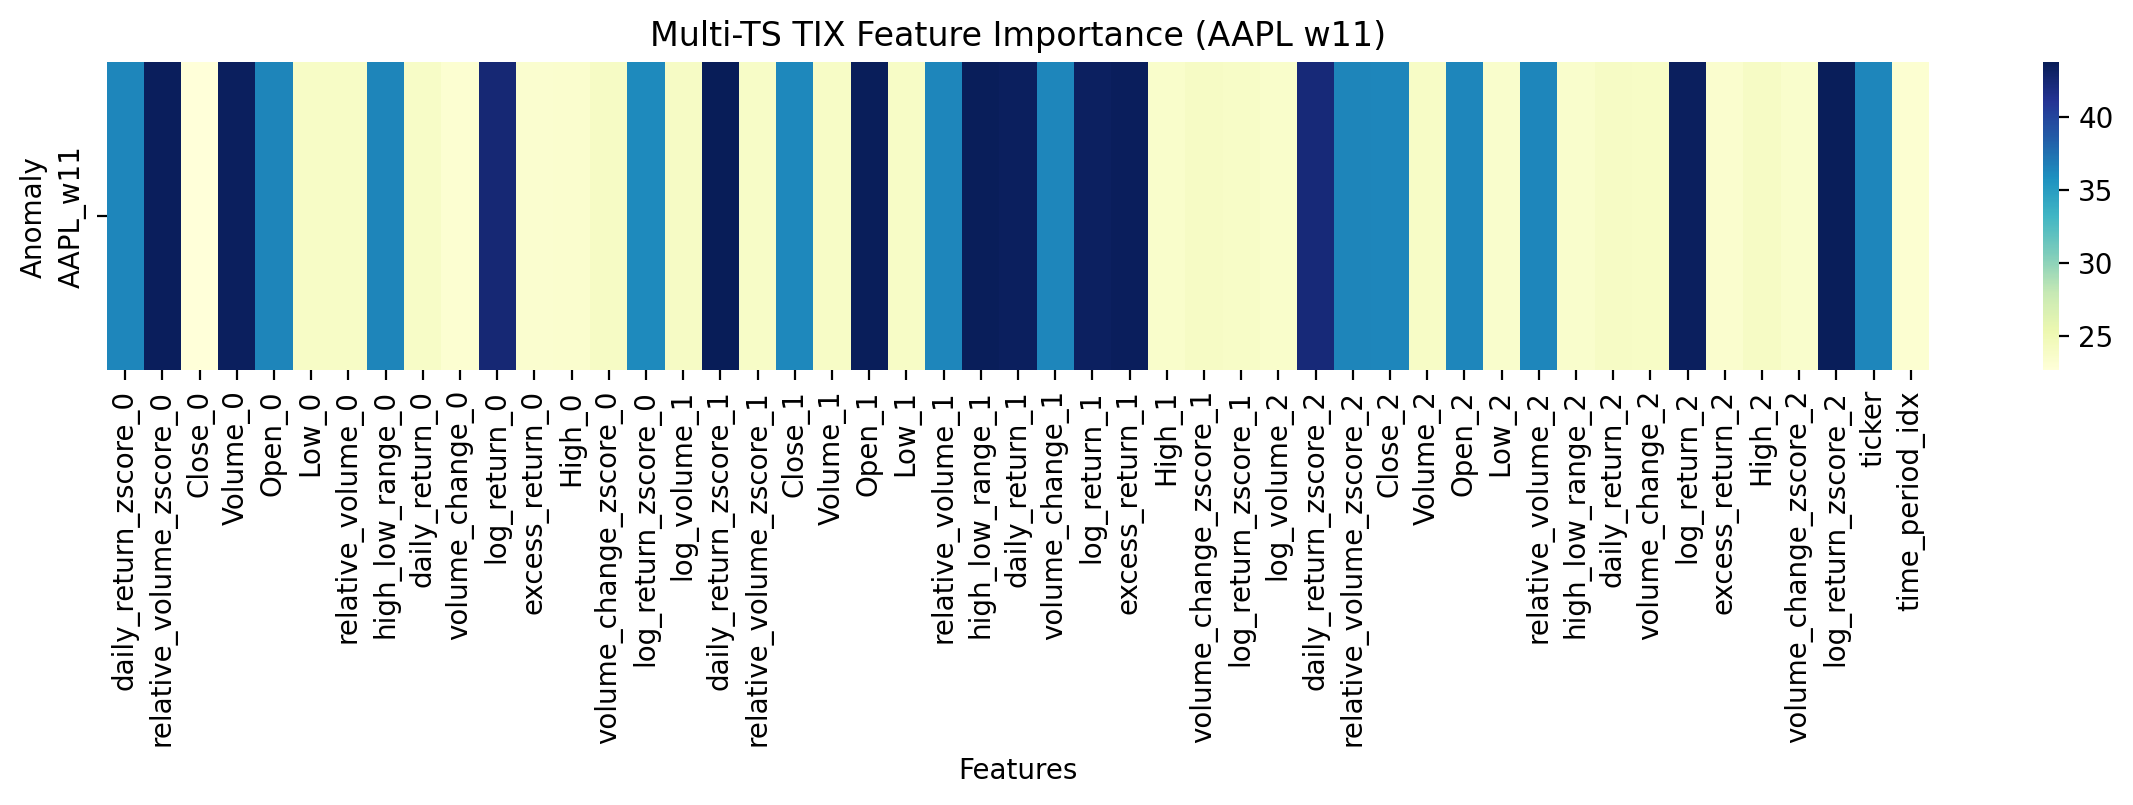 Multi-TS TIX Feature Importance (AAPL w11)
Anomaly
AAPL_w11
daily_return_zscore_0
relative_volume_zscore_0
Close_0
Volume_0
Open_0
Low_0
relative_volume_0
high_low_range_0
daily_return_0
volume_change_0
log_return_0
excess_return_0
High_0
volume_change_zscore_0
log_return_zscore_0
log_volume_1
daily_return_zscore_1
relative_volume_zscore_1
Close_1
Volume_1
Open_1
Low_1
relative_volume_1
high_low_range_1
daily_return_1
volume_change_1
log_return_1
excess_return_1
High_1
volume_change_zscore_1
log_return_zscore_1
log_volume_2
daily_return_zscore_2
relative_volume_zscore_2
Close_2
Volume_2
Open_2
Low_2
relative_volume_2
high_low_range_2
daily_return_2
volume_change_2
log_return_2
excess_return_2
High_2
volume_change_zscore_2
log_return_zscore_2
ticker
time_period_idx
Features
40
35
30
25